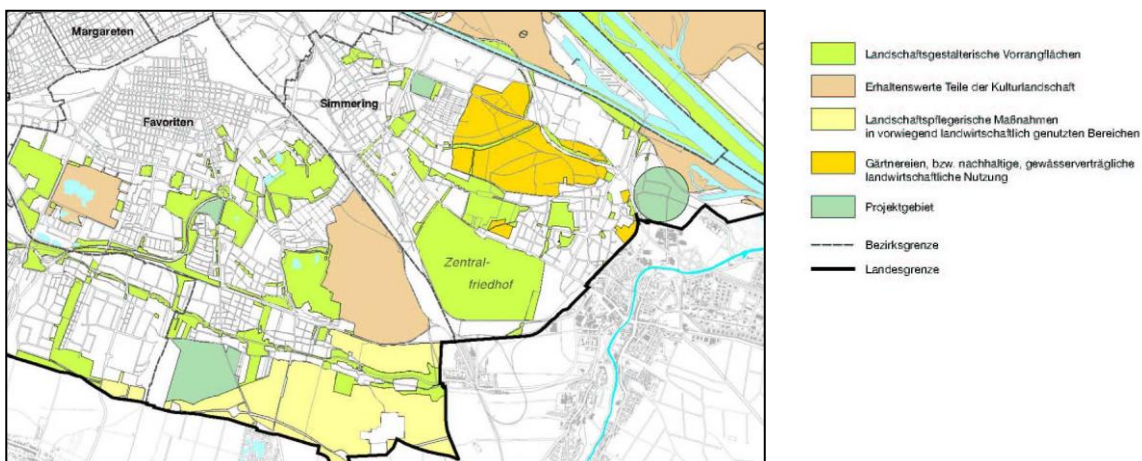 Margareten
Favoriten
Simmering
Zentral-
friedhof
Landschaftsgestalterische Vorrangflächen
Erhaltenswerte Teile der Kulturlandschaft
Landschaftspflegerische Maßnahmen
in vorwiegend landwirtschaftlich genutzten Bereichen
Gärtnereien, bzw. nachhaltige, gewässerverträgliche
landwirtschaftliche Nutzung
Projektgebiet
Bezirksgrenze
Landesgrenze